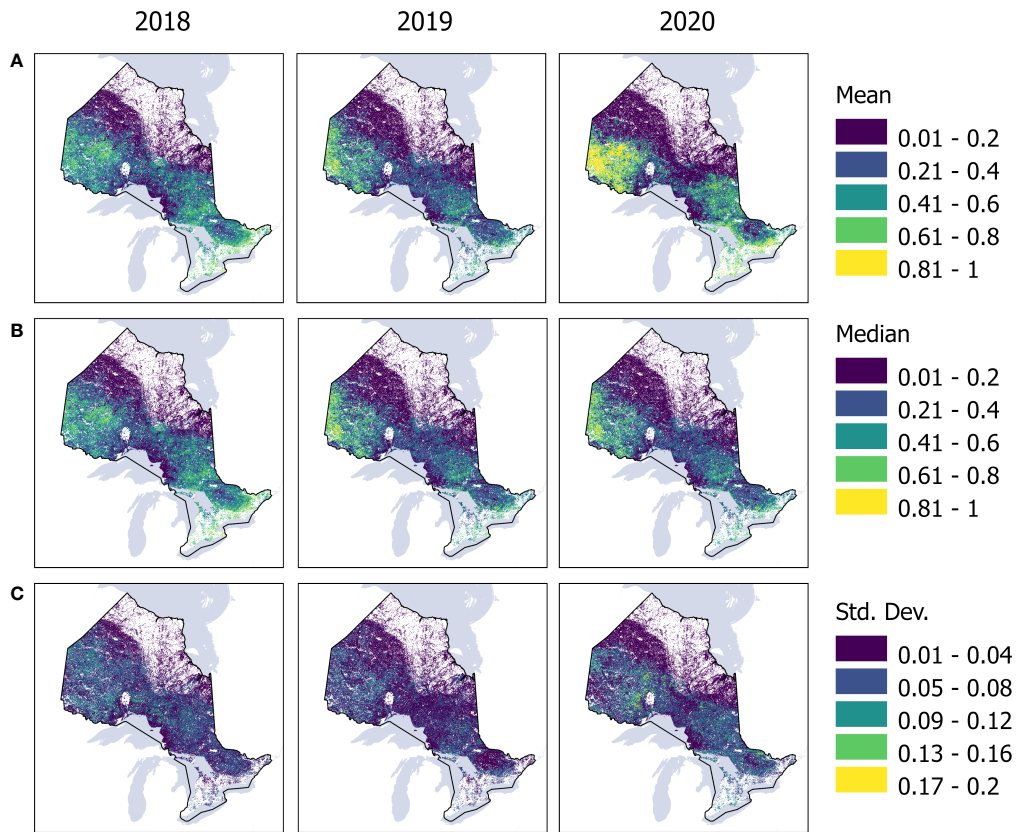 2018
2019
2020
A
Mean
0.01 - 0.2
0.21 - 0.4
0.41 - 0.6
0.61 - 0.8
0.81 - 1
B
Median
0.01 - 0.2
0.21 - 0.4
0.41 - 0.6
0.61 - 0.8
0.81 - 1
C
Std. Dev.
0.01 - 0.04
0.05 - 0.08
0.09 - 0.12
0.13 - 0.16
0.17 - 0.2